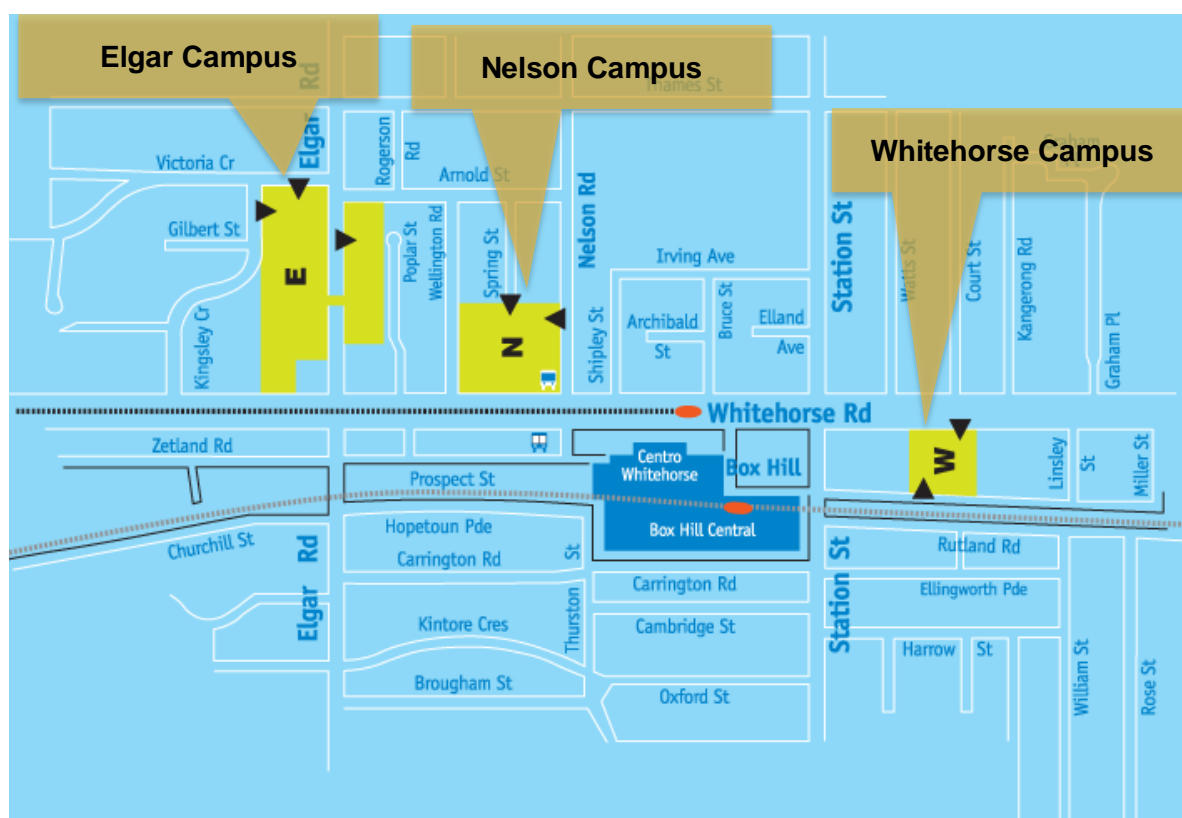 Elgar Campus
Nelson Campus
Whitehorse Campus
Thames St
Elgar Rd
Victoria Cr
Rogerson
Rd
Arnold St
Nelson Rd
Station St
Watts St
Court St
Kangerong Rd
Graham
Gilbert St
E
Poplar St
Wellington Rd
Spring St
Irving Ave
Kingsley Cr
N
Shipley St
Archibald
St
Bruce St
Elland
Ave
Graham Pl
Whitehorse Rd
Zetland Rd
Centro
Whitehorse
Box Hill
W
Linsley
St
Miller St
Prospect St
Box Hill Central
Churchill St
Elgar Rd
Hopetoun Pde
Carrington Rd
Thurston
St
Carrington Rd
Station St
Rutland Rd
Ellingworth Pde
Kintore Cres
Cambridge St
Harrow St
Brougham St
Oxford St
William St
Rose St